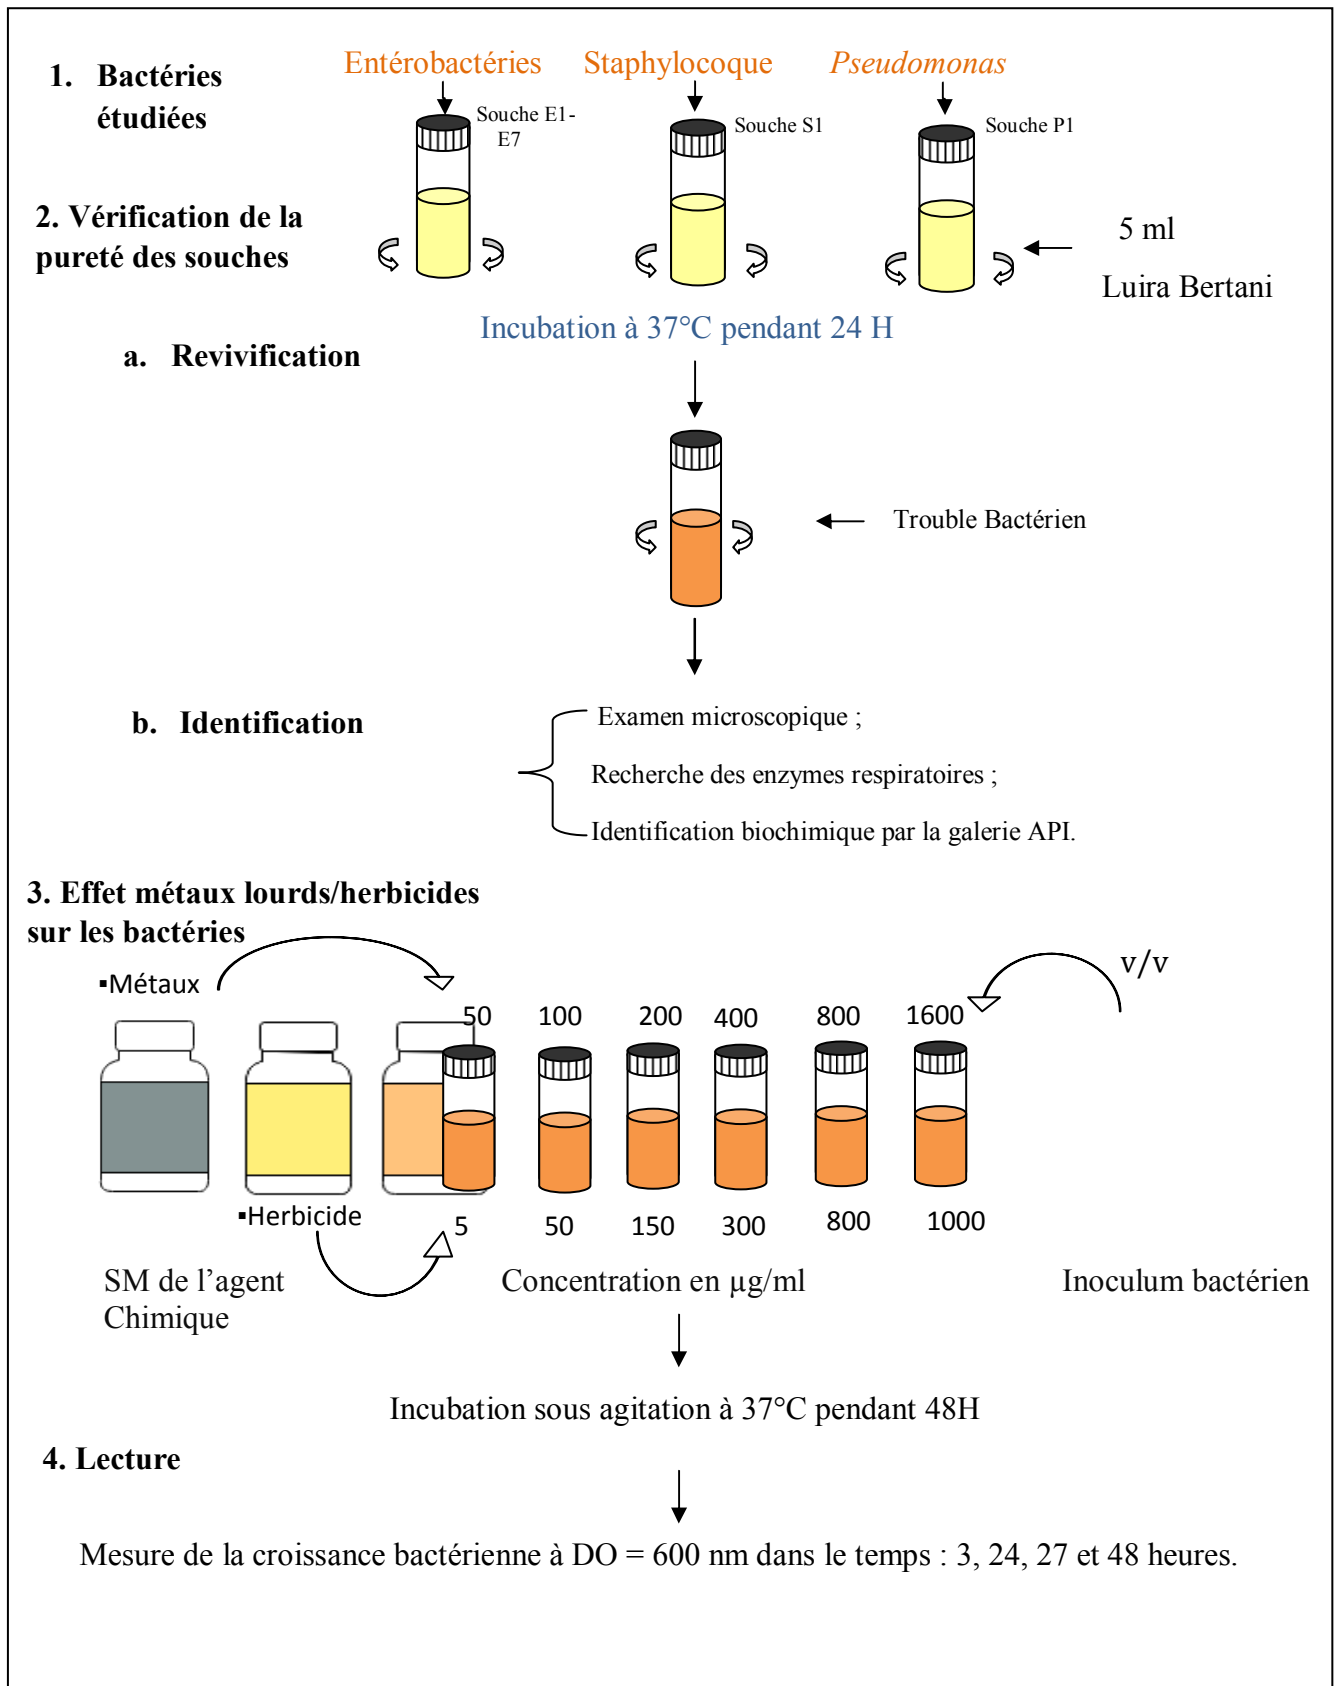 1. Bactéries
étudiées
Entérobactéries
Staphylocoque
Pseudomonas
Souche E1-
E7
Souche S1
Souche P1
2. Vérification de la
pureté des souches
5 ml
Luira Bertani
Incubation à 37°C pendant 24 H
a. Revivification
Trouble Bactérien
b. Identification
Examen microscopique ;
Recherche des enzymes respiratoires ;
Identification biochimique par la galerie API.
3. Effet métaux lourds/herbicides
sur les bactéries
▪Métaux
v/v
50 100 200 400 800 1600
▪Herbicide
5 50 150 300 800 1000
SM de l’agent
Chimique
Concentration en µg/ml
Inoculum bactérien
Incubation sous agitation à 37°C pendant 48H
4. Lecture
Mesure de la croissance bactérienne à DO = 600 nm dans le temps : 3, 24, 27 et 48 heures.